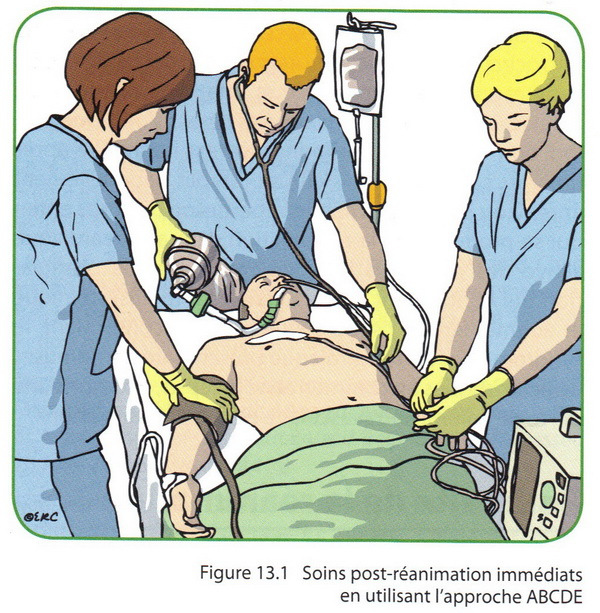 ©ERC
Figure 13.1 Soins post-réanimation immédiats
en utilisant l'approche ABCDE